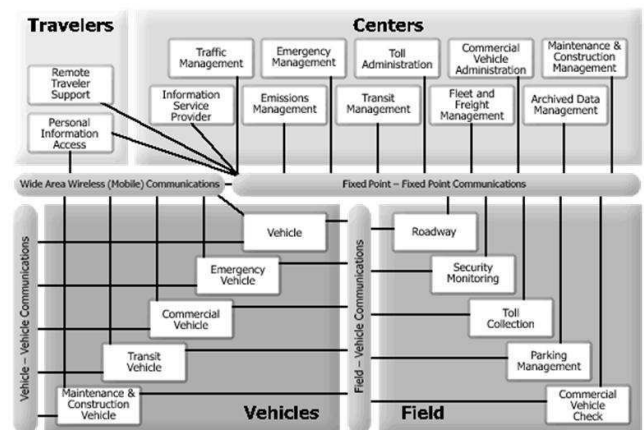 Travelers
Centers
Traffic
Management
Emergency
Management
Toll
Administration
Commercial
Vehicle
Administration
Maintenance &
Construction
Management
Remote
Traveler
Support
Information
Service
Provider
Emissions
Management
Transit
Management
Fleet and
Freight
Management
Archived Data
Management
Personal
Information
Access
Wide Area Wireless (Mobile) Communications
Fixed Point – Fixed Point Communications
Vehicle – Vehicle Communications
Field – Vehicle Communications
Vehicle
Roadway
Emergency
Vehicle
Security
Monitoring
Commercial
Vehicle
Toll
Collection
Transit
Vehicle
Parking
Management
Maintenance &
Construction
Vehicle
Commercial
Vehicle
Check
Vehicles
Field